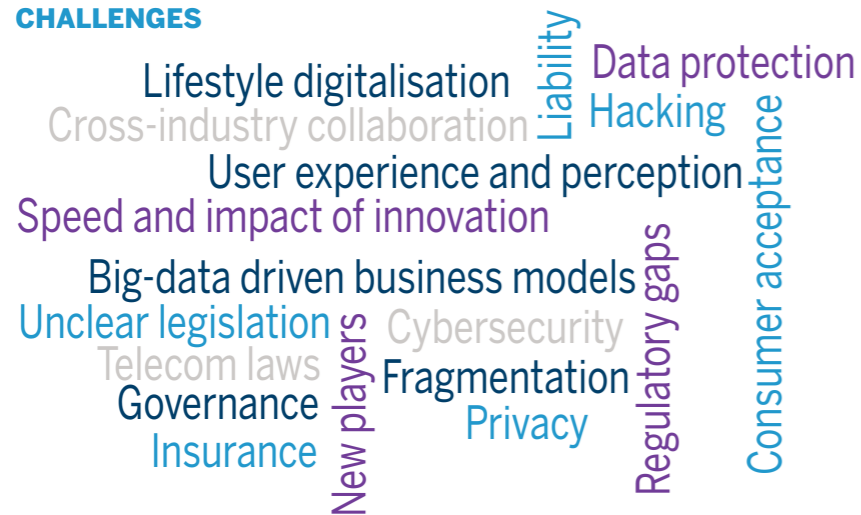 CHALLENGES
Lifestyle digitalisation
Liability
Data protection
Cross-industry collaboration
Hacking
User experience and perception
Consumer acceptance
Speed and impact of innovation
Big-data driven business models
Regulatory gaps
Unclear legislation
New players
Cybersecurity
Telecom laws
Fragmentation
Governance
Privacy
Insurance